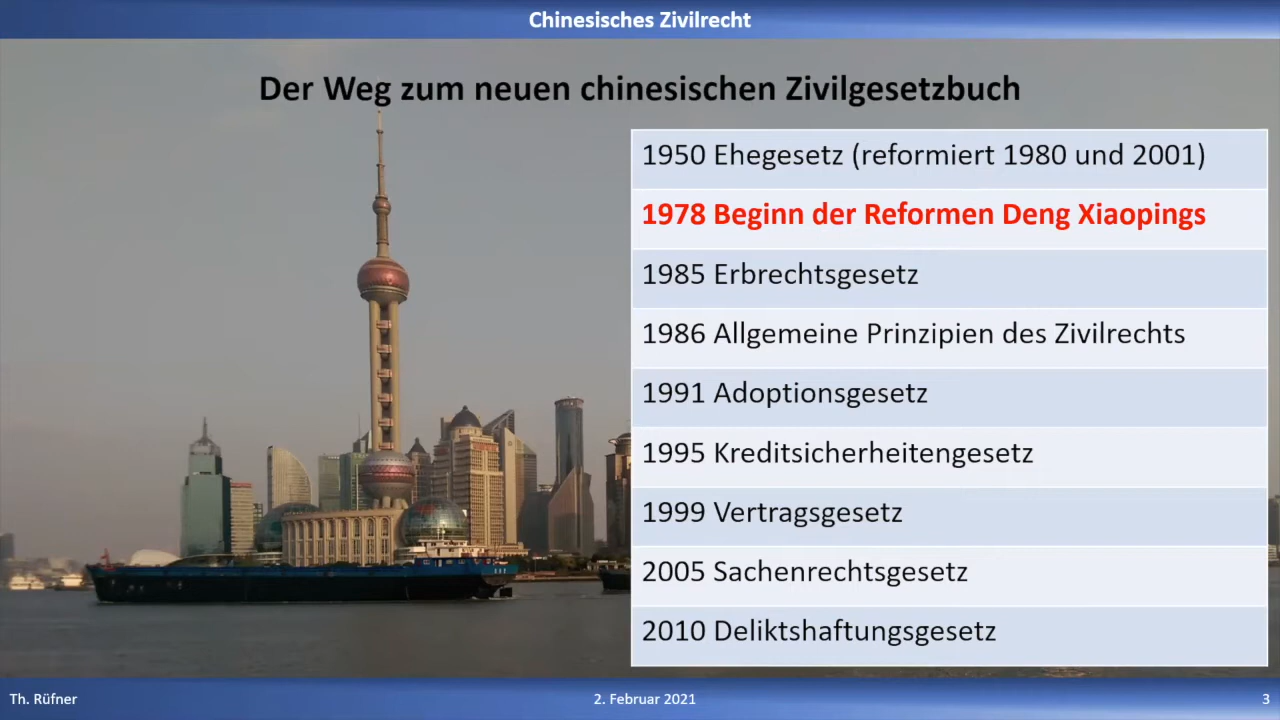 Chinesisches Zivilrecht
Der Weg zum neuen chinesischen Zivilgesetzbuch
1950 Ehegesetz (reformiert 1980 und 2001)
1978 Beginn der Reformen Deng Xiaopings
1985 Erbrechtsgesetz
1986 Allgemeine Prinzipien des Zivilrechts
1991 Adoptionsgesetz
1995 Kreditsicherheitengesetz
1999 Vertragsgesetz
2005 Sachenrechtsgesetz
2010 Deliktshaftungsgesetz
Th. Rüfner
2. Februar 2021
3